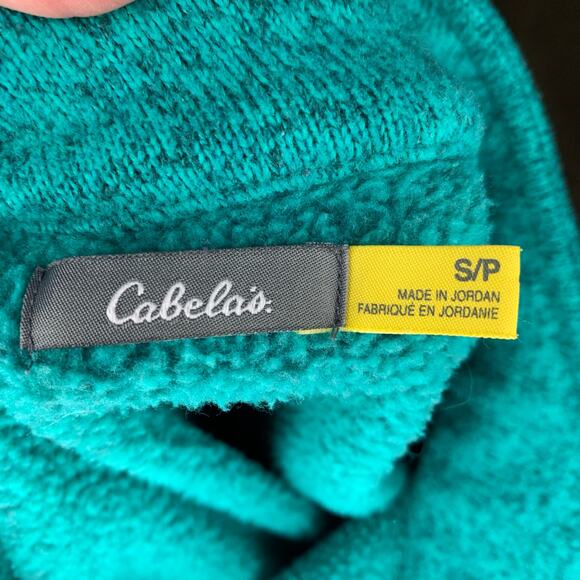 Cabela's
S/P
MADE IN JORDAN
FABRIQUÉ EN JORDANIE